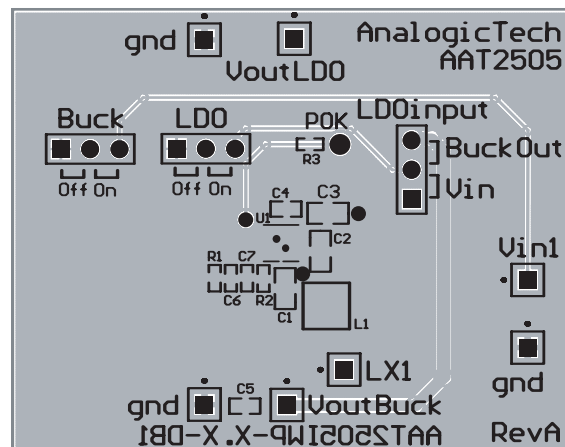 gnd
VoutLDO
AnalogicTech
AAT2505
Buck
LDO
POK
LDOinput
R3
BuckOut
Off On
Off On
Vin
C4
C3
U1
C2
Vin1
R1
C7
C6
R2
C1
L1
LX1
gnd
gnd
C5
VoutBuck
AAT2505IWP-X.X-DB1
RevA